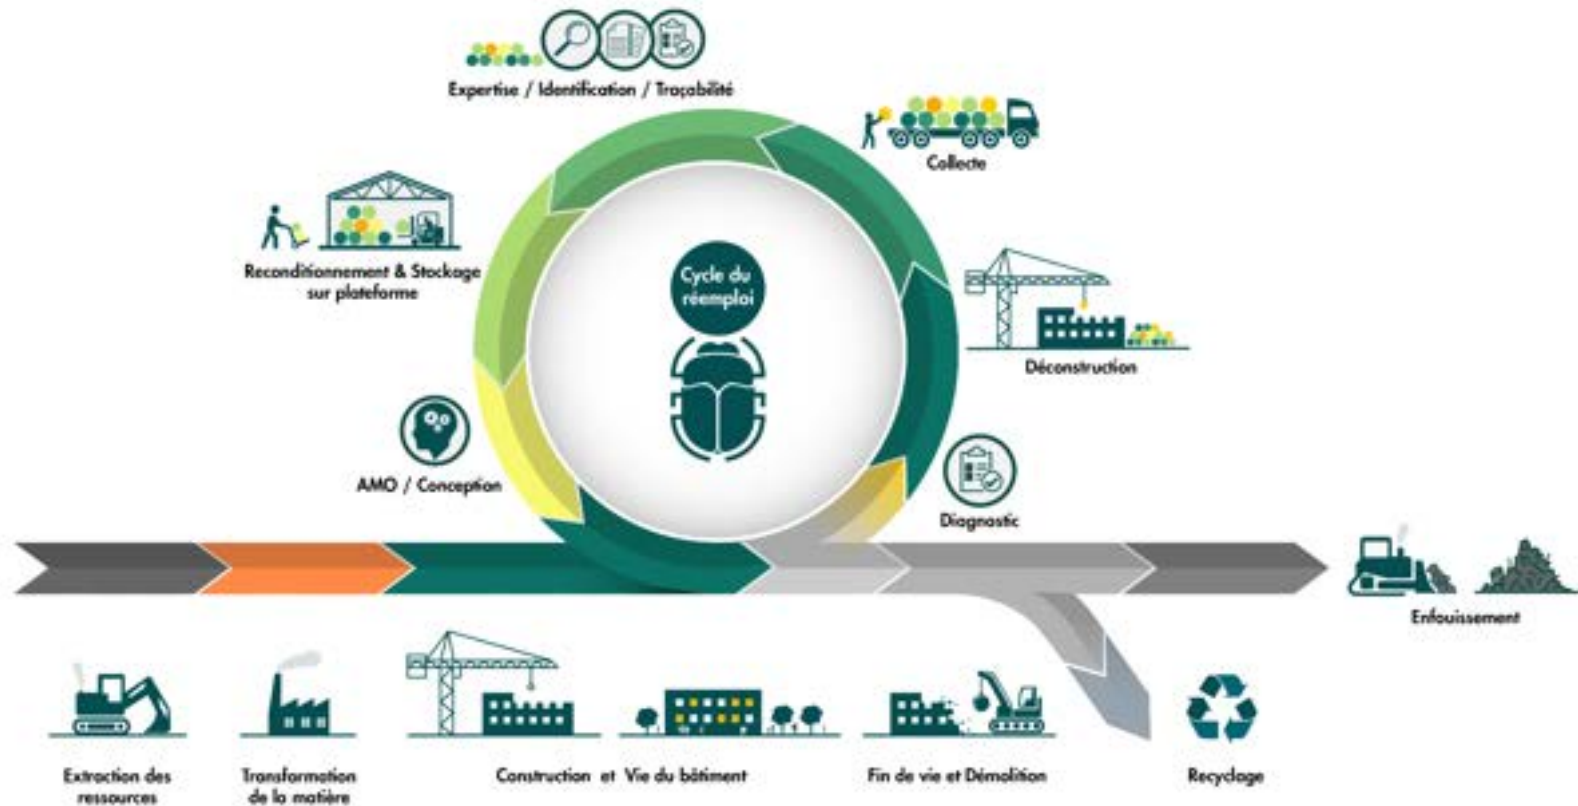 Expertise / Identification / Traçabilité
Collecte
Reconditionnement & Stockage
sur plateforme
Cycle du
réemploi
Déconstruction
AMO / Conception
Diagnostic
Enfouissement
Extraction des
ressources
Transformation
de la matière
Construction et Vie du bâtiment
Fin de vie et Démolition
Recyclage